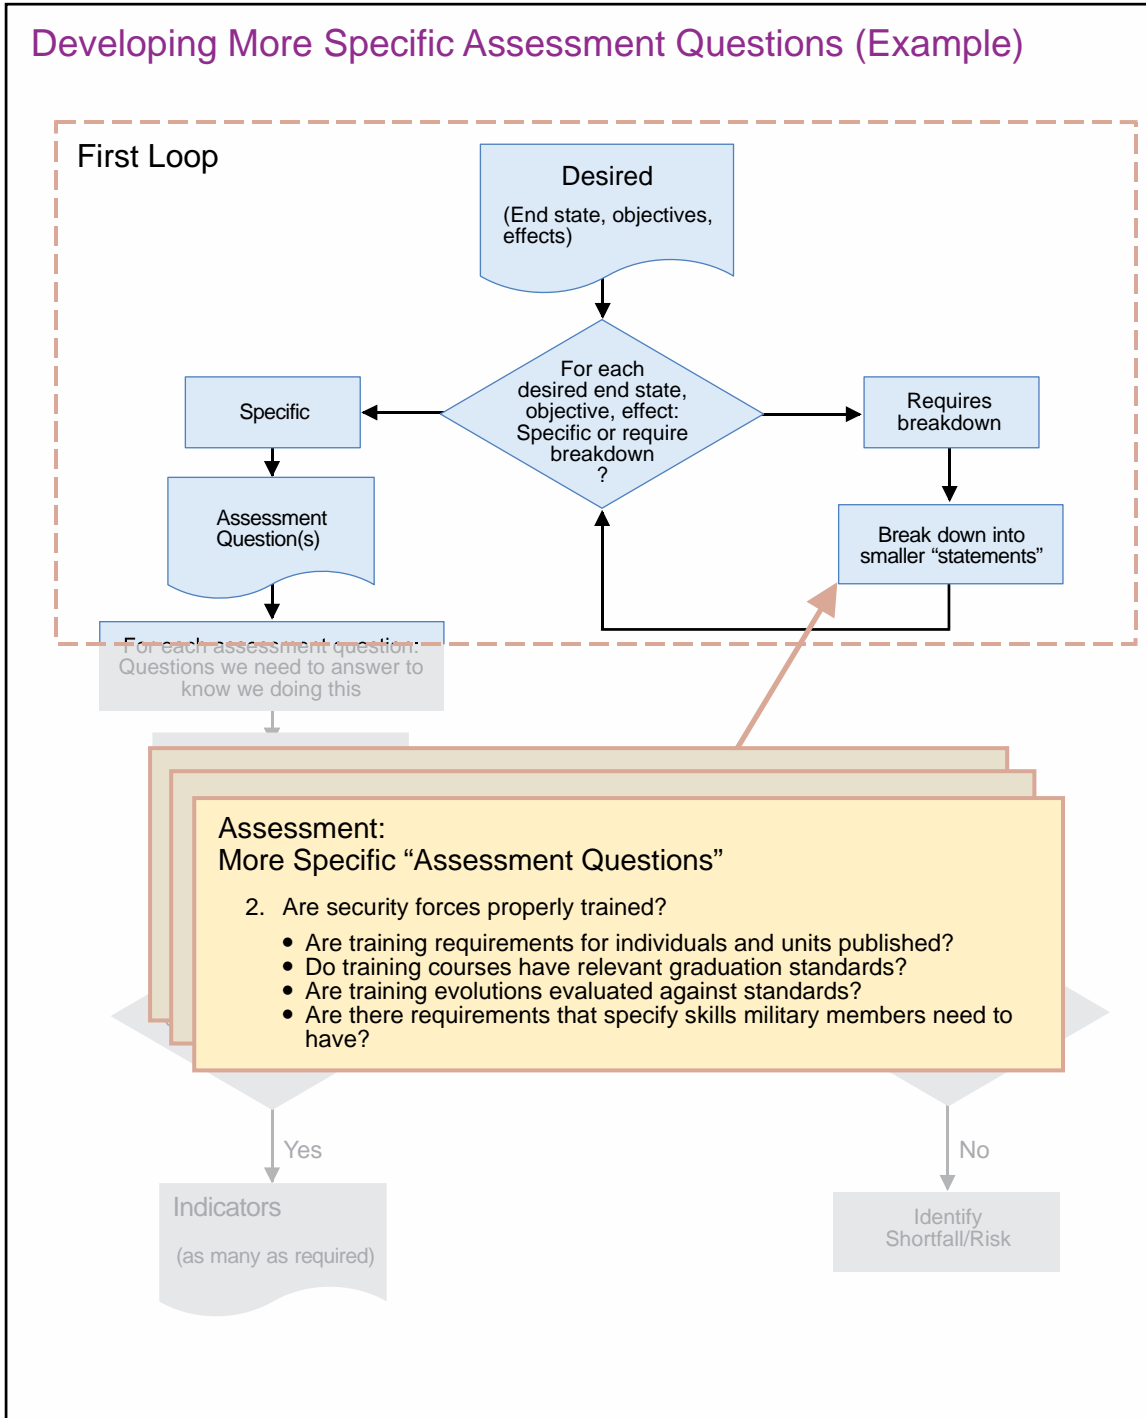 Developing More Specific Assessment Questions (Example)
First Loop
Desired
(End state, objectives,
effects)
For each
desired end state,
objective, effect:
Specific or require
breakdown
?
Specific
Requires
breakdown
Assessment
Question(s)
Break down into
smaller “statements”
For each assessment question:
Questions we need to answer to
know we doing this
Assessment:
More Specific “Assessment Questions”
2. Are security forces properly trained?
• Are training requirements for individuals and units published?
• Do training courses have relevant graduation standards?
• Are training evolutions evaluated against standards?
• Are there requirements that specify skills military members need to
have?
Yes
No
Indicators
(as many as required)
Identify
Shortfall/Risk